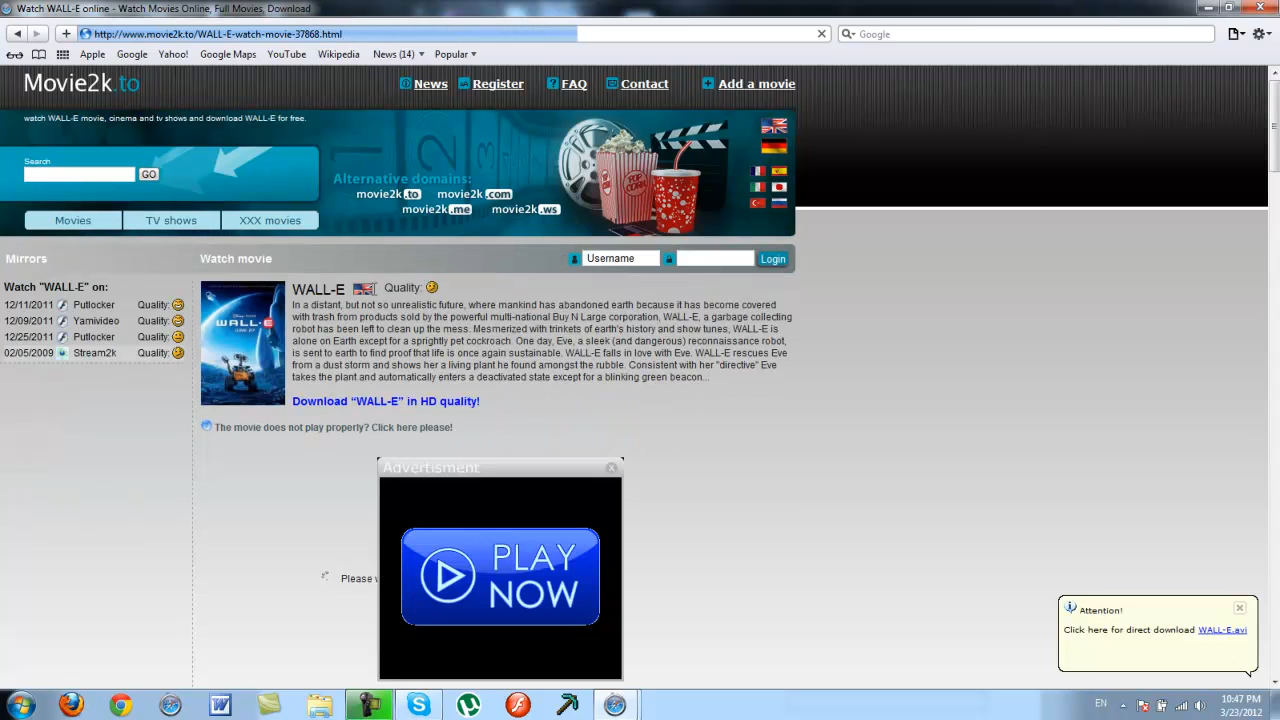 Watch WALL-E online - Watch Movies Online, Full Movies, Download
http://www.movie2k.to/WALL-E-watch-movie-37868.html
Google
Apple Google Yahoo! Google Maps YouTube Wikipedia News (14) Popular
Movie2k.to
News Register FAQ Contact Add a movie
watch WALL-E movie, cinema and tv shows and download WALL-E for free.
Search
GO
Alternative domains:
movie2k.to movie2k.com
movie2k.me movie2k.ws
Movies TV shows XXX movies
Mirrors
Watch movie
Username
Login
Watch "WALL-E" on:
12/11/2011 Putlocker Quality:
12/09/2011 Yamivideo Quality:
12/25/2011 Putlocker Quality:
02/05/2009 Stream2k Quality:
WALL-E
WALL-E Quality:
In a distant, but not so unrealistic future, where mankind has abandoned earth because it has become covered
with trash from products sold by the powerful multi-national Buy N Large corporation, WALL-E, a garbage collecting
robot has been left to clean up the mess. Mesmerized with trinkets of earth's history and show tunes, WALL-E is
alone on Earth except for a sprightly pet cockroach. One day, Eve, a sleek (and dangerous) reconnaissance robot,
is sent to earth to find proof that life is once again sustainable. WALL-E falls in love with Eve. WALL-E rescues Eve
from a dust storm and shows her a living plant he found amongst the rubble. Consistent with her "directive" Eve
takes the plant and automatically enters a deactivated state except for a blinking green beacon...
Download “WALL-E” in HD quality!
The movie does not play properly? Click here please!
Advertisment
Please
PLAY
NOW
Attention!
Click here for direct download WALL-E.avi
EN
10:47 PM
3/23/2012